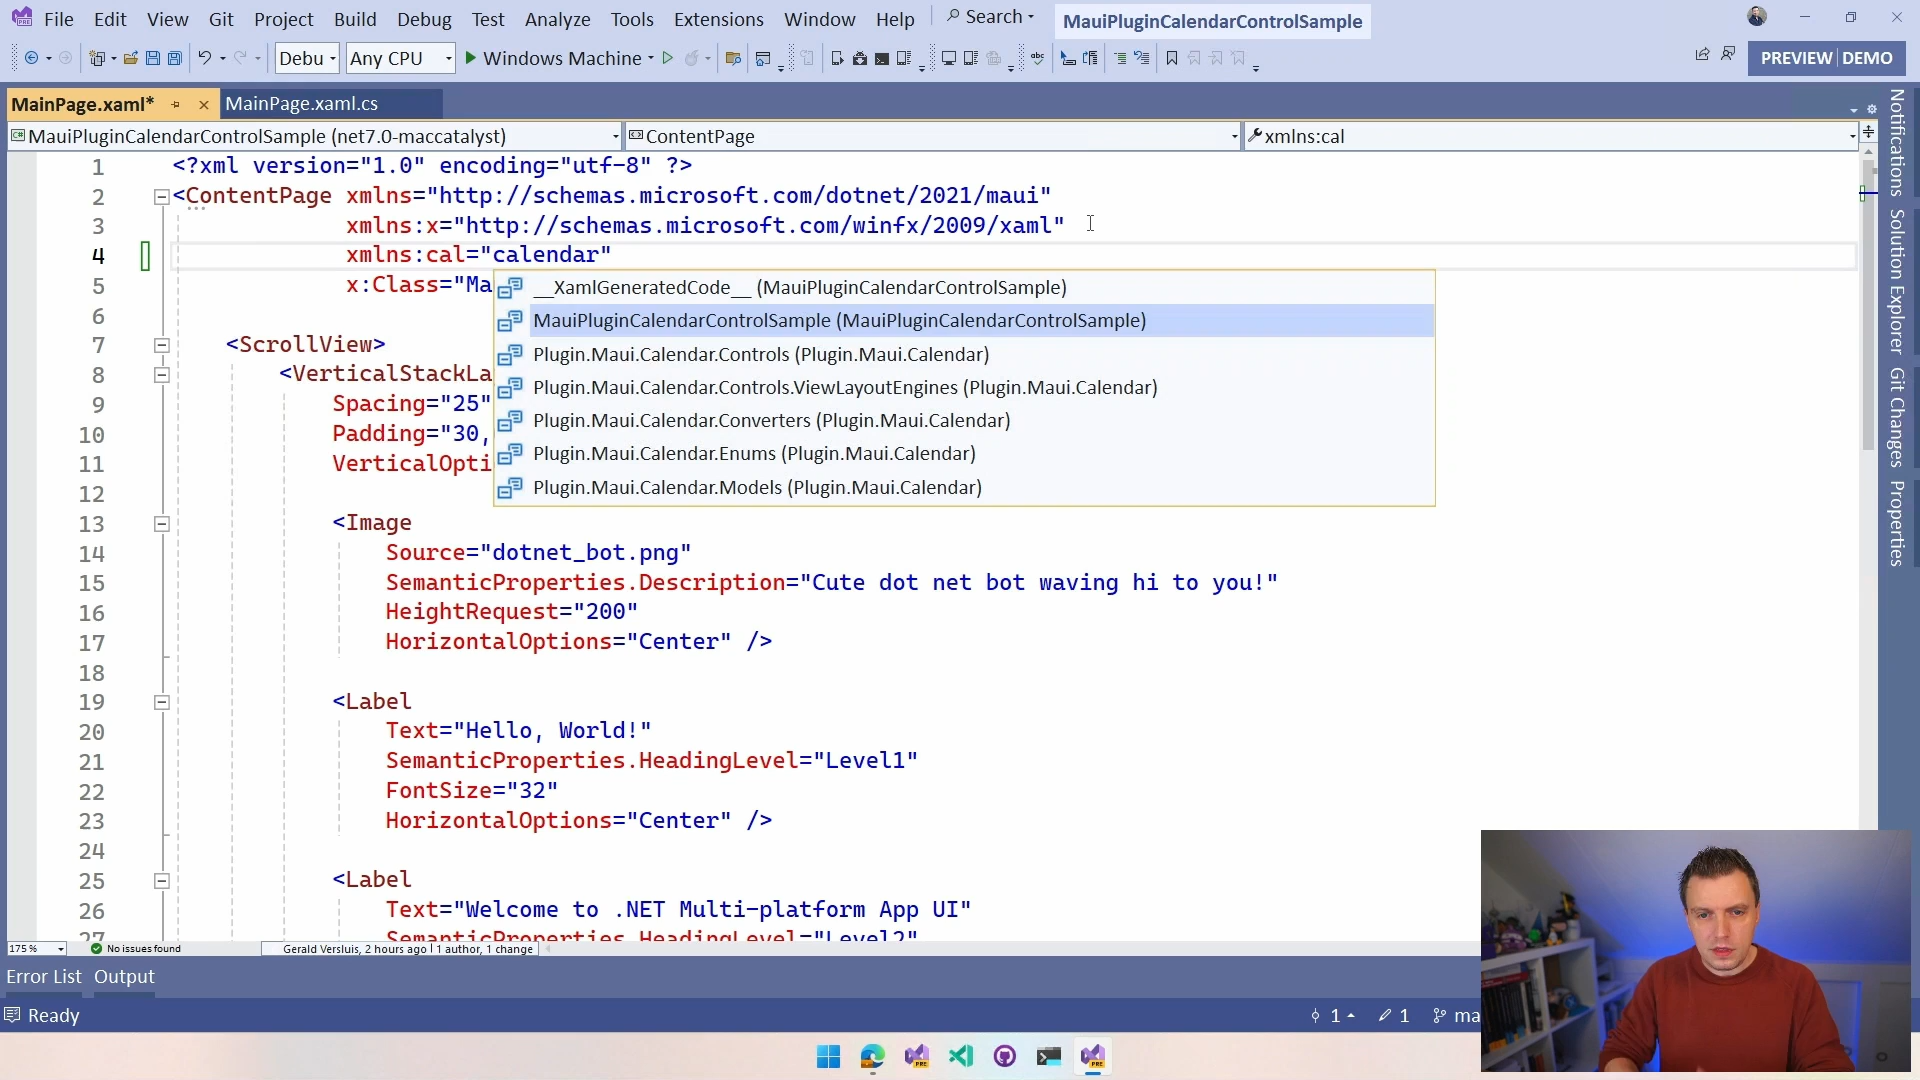 File Edit View Git Project Build Debug Test Analyze Tools Extensions Window Help Search MauiPluginCalendarControlSample
Debu Any CPU Windows Machine PREVIEW DEMO
MainPage.xaml* MainPage.xaml.cs
MauiPluginCalendarControlSample (net7.0-maccatalyst) ContentPage xmlns:cal
1 <?xml version="1.0" encoding="utf-8" ?>
2 <ContentPage xmlns="http://schemas.microsoft.com/dotnet/2021/maui"
3 xmlns:x="http://schemas.microsoft.com/winfx/2009/xaml"
4 xmlns:cal="calendar"
5 x:Class="Ma
__XamlGeneratedCode__ (MauiPluginCalendarControlSample)
MauiPluginCalendarControlSample (MauiPluginCalendarControlSample)
Plugin.Maui.Calendar.Controls (Plugin.Maui.Calendar)
Plugin.Maui.Calendar.Controls.ViewLayoutEngines (Plugin.Maui.Calendar)
Plugin.Maui.Calendar.Converters (Plugin.Maui.Calendar)
Plugin.Maui.Calendar.Enums (Plugin.Maui.Calendar)
Plugin.Maui.Calendar.Models (Plugin.Maui.Calendar)
6
7 <ScrollView>
8 <VerticalStackLa
9 Spacing="25"
10 Padding="30,
11 VerticalOpti
12
13 <Image
14 Source="dotnet_bot.png"
15 SemanticProperties.Description="Cute dot net bot waving hi to you!"
16 HeightRequest="200"
17 HorizontalOptions="Center" />
18
19 <Label
20 Text="Hello, World!"
21 SemanticProperties.HeadingLevel="Level1"
22 FontSize="32"
23 HorizontalOptions="Center" />
24
25 <Label
26 Text="Welcome to .NET Multi-platform App UI"
27 SemanticProperties.HeadingLevel="Level2"
175 % No issues found Gerald Versluis, 2 hours ago | 1 author, 1 change
Error List Output
Ready 1 1 ma
Notifications
Solution Explorer
Git Changes
Properties